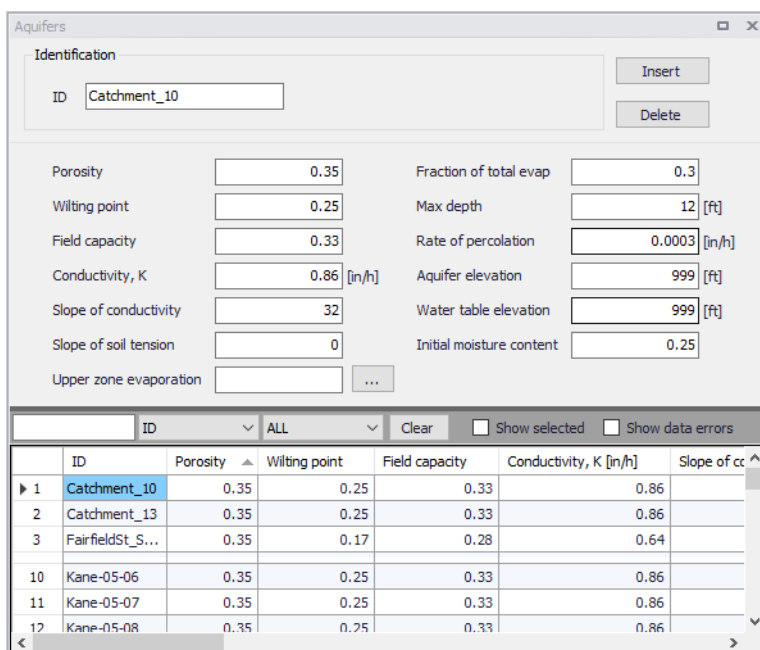 Aquifers
Identification
ID Catchment_10
Insert
Delete
Porosity 0.35 Fraction of total evap 0.3
Wilting point 0.25 Max depth 12 [ft]
Field capacity 0.33 Rate of percolation 0.0003 [in/h]
Conductivity, K 0.86 [in/h] Aquifer elevation 999 [ft]
Slope of conductivity 32 Water table elevation 999 [ft]
Slope of soil tension 0 Initial moisture content 0.25
Upper zone evaporation ...
ID ALL Clear Show selected Show data errors
ID Porosity Wilting point Field capacity Conductivity, K [in/h] Slope of co
1 Catchment_10 0.35 0.25 0.33 0.86
2 Catchment_13 0.35 0.25 0.33 0.86
3 FairfieldSt_S... 0.35 0.17 0.28 0.64
10 Kane-05-06 0.35 0.25 0.33 0.86
11 Kane-05-07 0.35 0.25 0.33 0.86
12 Kane-05-08 0.35 0.25 0.33 0.86